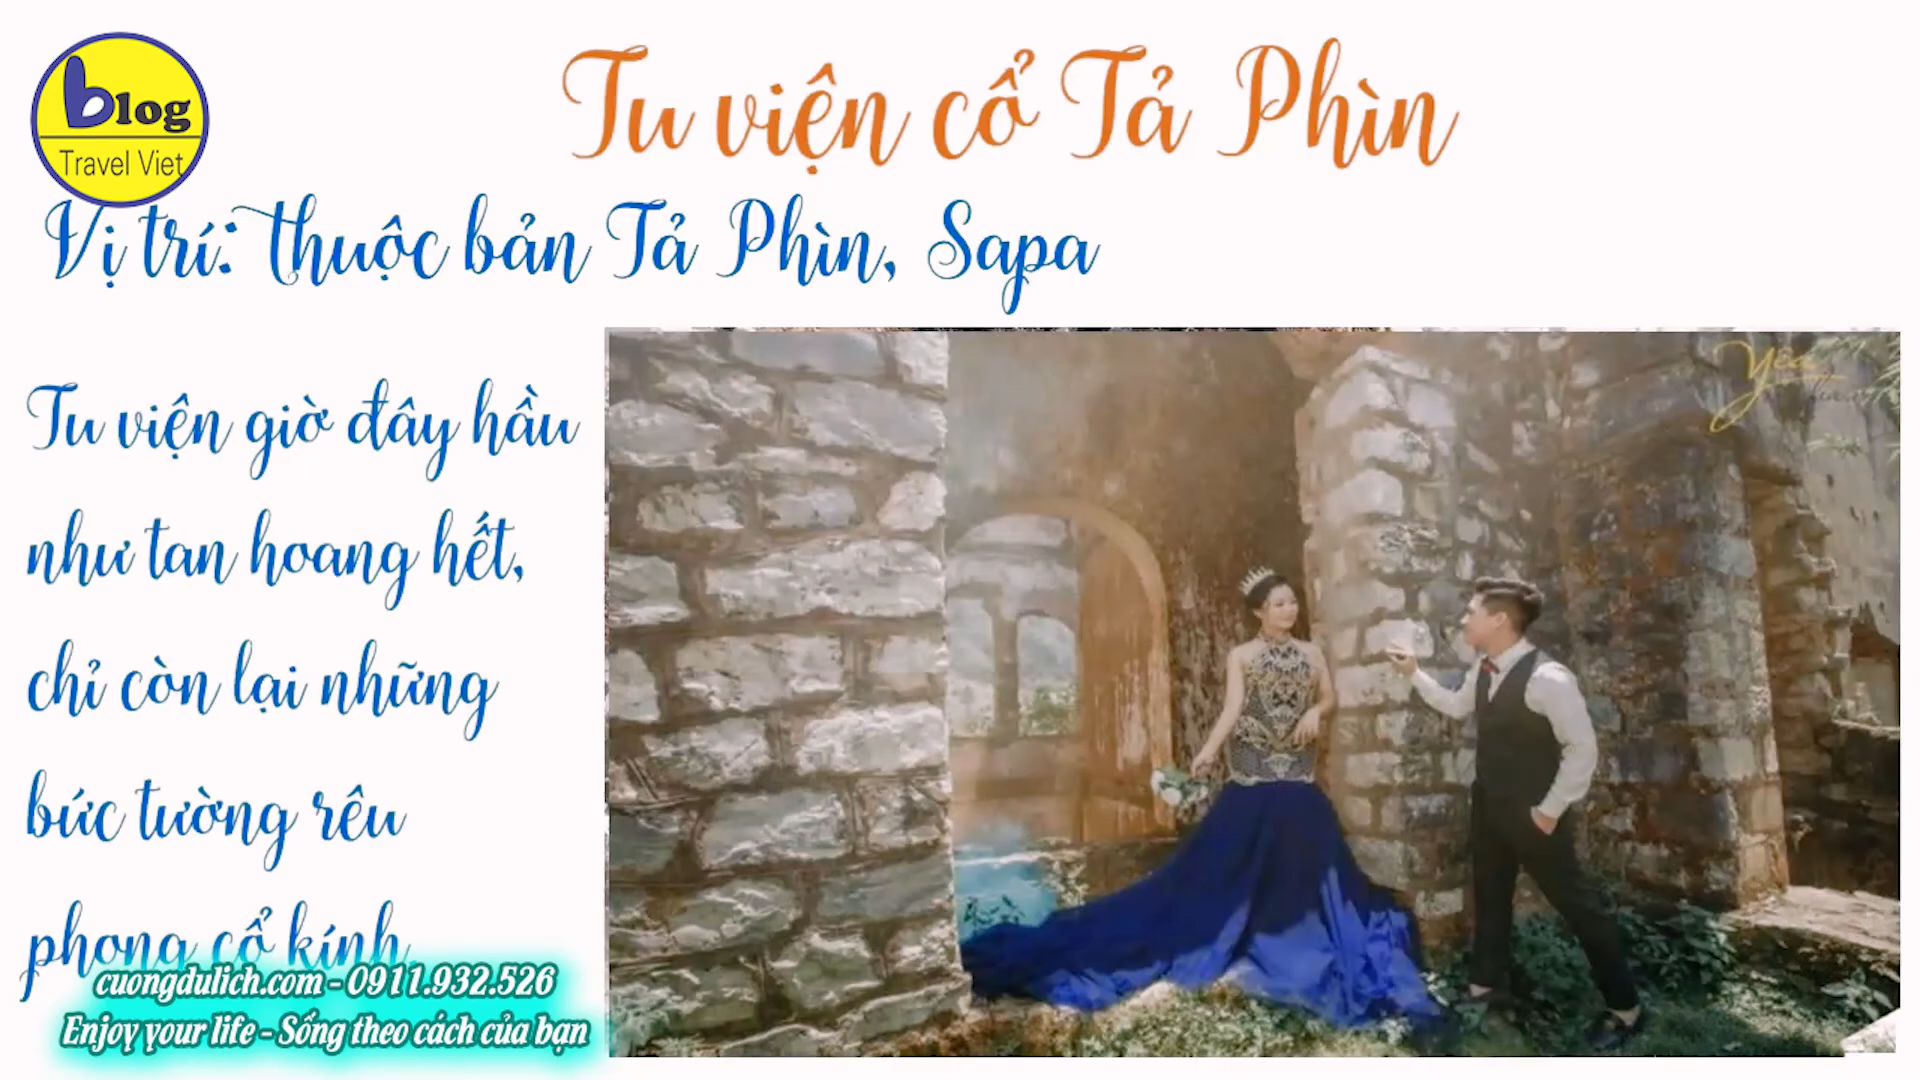 blog
Travel Viet
Tu viện cổ Tả Phìn
Vị trí: thuộc bản Tả Phìn, Sapa
Tu viện giờ đây hầu
như tan hoang hết,
chỉ còn lại những
bức tường rêu
phong cổ kính.
cuongdulich.com - 0911.932.526
Enjoy your life - Sống theo cách của bạn
Yêu